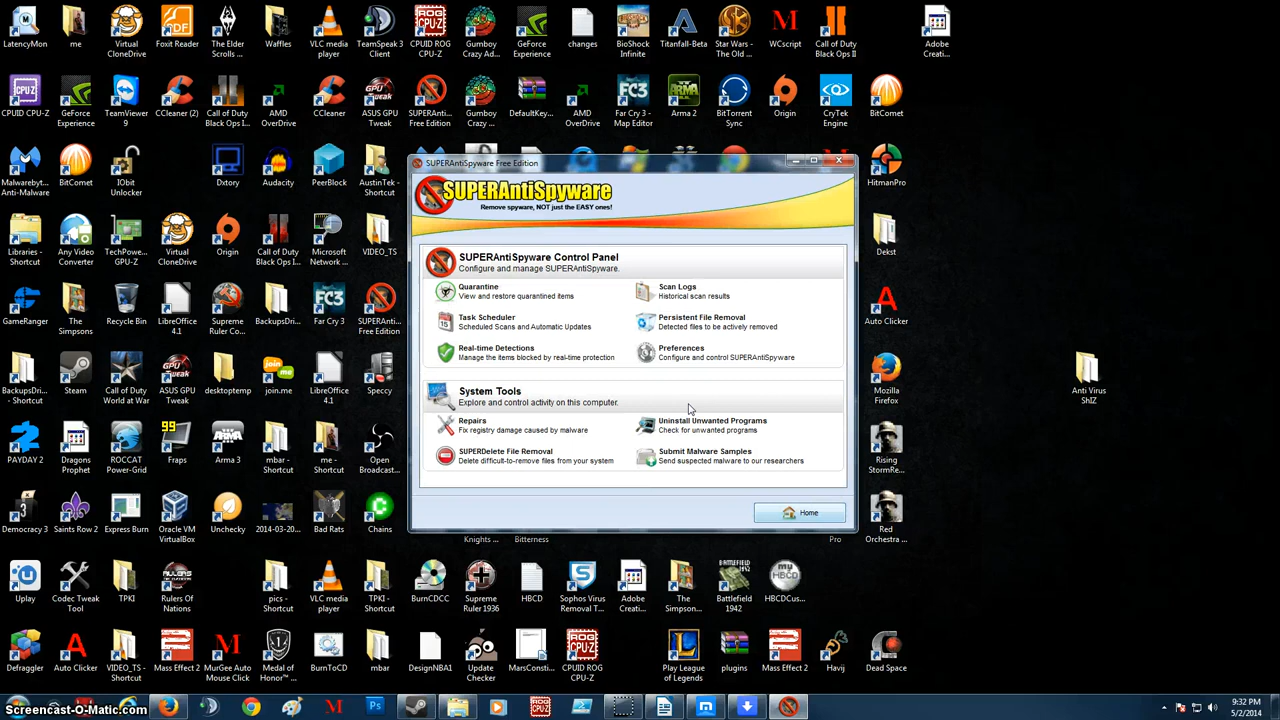 LatencyMon
me
Virtual CloneDrive
Foxit Reader
The Elder Scrolls ...
Waffles
VLC media player
TeamSpeak 3 Client
CPUID ROG CPU-Z
Gumboy Crazy Ad...
GeForce Experience
changes
BioShock Infinite
Titanfall-Beta
Star Wars - The Old ...
WCscript
Call of Duty Black Ops II
Adobe Creati...
CPUID CPU-Z
GeForce Experience
TeamViewer 9
CCleaner (2)
Call of Duty Black Ops I...
AMD OverDrive
CCleaner
ASUS GPU Tweak
SUPERAnti... Free Edition
Gumboy Crazy ...
DefaultKey...
AMD OverDrive
Far Cry 3 - Map Editor
Arma 2
BitTorrent Sync
Origin
CryTek Engine
BitComet
Malwarebyt... Anti-Malware
BitComet
IObit Unlocker
Dxtory
Audacity
PeerBlock
AustinTek - Shortcut
HitmanPro
SUPERAntiSpyware Free Edition
SUPERAntiSpyware
Remove spyware, NOT just the EASY ones!
SUPERAntiSpyware Control Panel
Configure and manage SUPERAntiSpyware.
Quarantine
View and restore quarantined items
Scan Logs
Historical scan results
Task Scheduler
Scheduled Scans and Automatic Updates
Persistent File Removal
Detected files to be actively removed
Real-time Detections
Manage the items blocked by real-time protection
Preferences
Configure and control SUPERAntiSpyware
System Tools
Explore and control activity on this computer.
Repairs
Fix registry damage caused by malware
Uninstall Unwanted Programs
Check for unwanted programs
SUPERDelete File Removal
Delete difficult-to-remove files from your system
Submit Malware Samples
Send suspected malware to our researchers
Home
Libraries - Shortcut
Any Video Converter
TechPowe... GPU-Z
Virtual CloneDrive
Origin
Call of Duty Black Ops I...
Microsoft Network ...
VIDEO_TS
Dekst
GameRanger
The Simpsons
Recycle Bin
LibreOffice 4.1
Supreme Ruler Co...
BackupsDri...
Far Cry 3
SUPERAnti... Free Edition
Auto Clicker
BackupsDri... - Shortcut
Steam
Call of Duty World at War
ASUS GPU Tweak
desktoptemp
join.me
LibreOffice 4.1
Speccy
Mozilla Firefox
Anti Virus ShIZ
PAYDAY 2
Dragons Prophet
ROCCAT Power-Grid
Fraps
Arma 3
mbar - Shortcut
me - Shortcut
Open Broadcast...
Rising StormRe...
Democracy 3
Saints Row 2
Express Burn
Oracle VM VirtualBox
Unchecky
2014-03-20...
Bad Rats
Chains
Knights ...
Bitterness
Pro
Red Orchestra ...
Uplay
Codec Tweak Tool
TPKI
Rulers Of Nations
pics - Shortcut
VLC media player
TPKI - Shortcut
BurnCDCC
Supreme Ruler 1936
HBCD
Sophos Virus Removal T...
Adobe Creati...
The Simpson...
Battlefield 1942
HBCDCus...
Defraggler
Auto Clicker
VIDEO_TS - Shortcut
Mass Effect 2
MurGee Auto Mouse Click
Medal of Honor™ ...
BurnToCD
mbar
DesignNBA1
Update Checker
MarsConsti...
CPUID ROG CPU-Z
Play League of Legends
plugins
Mass Effect 2
Havij
Dead Space
Screencast-O-Matic.com
9:32 PM
5/2/2014